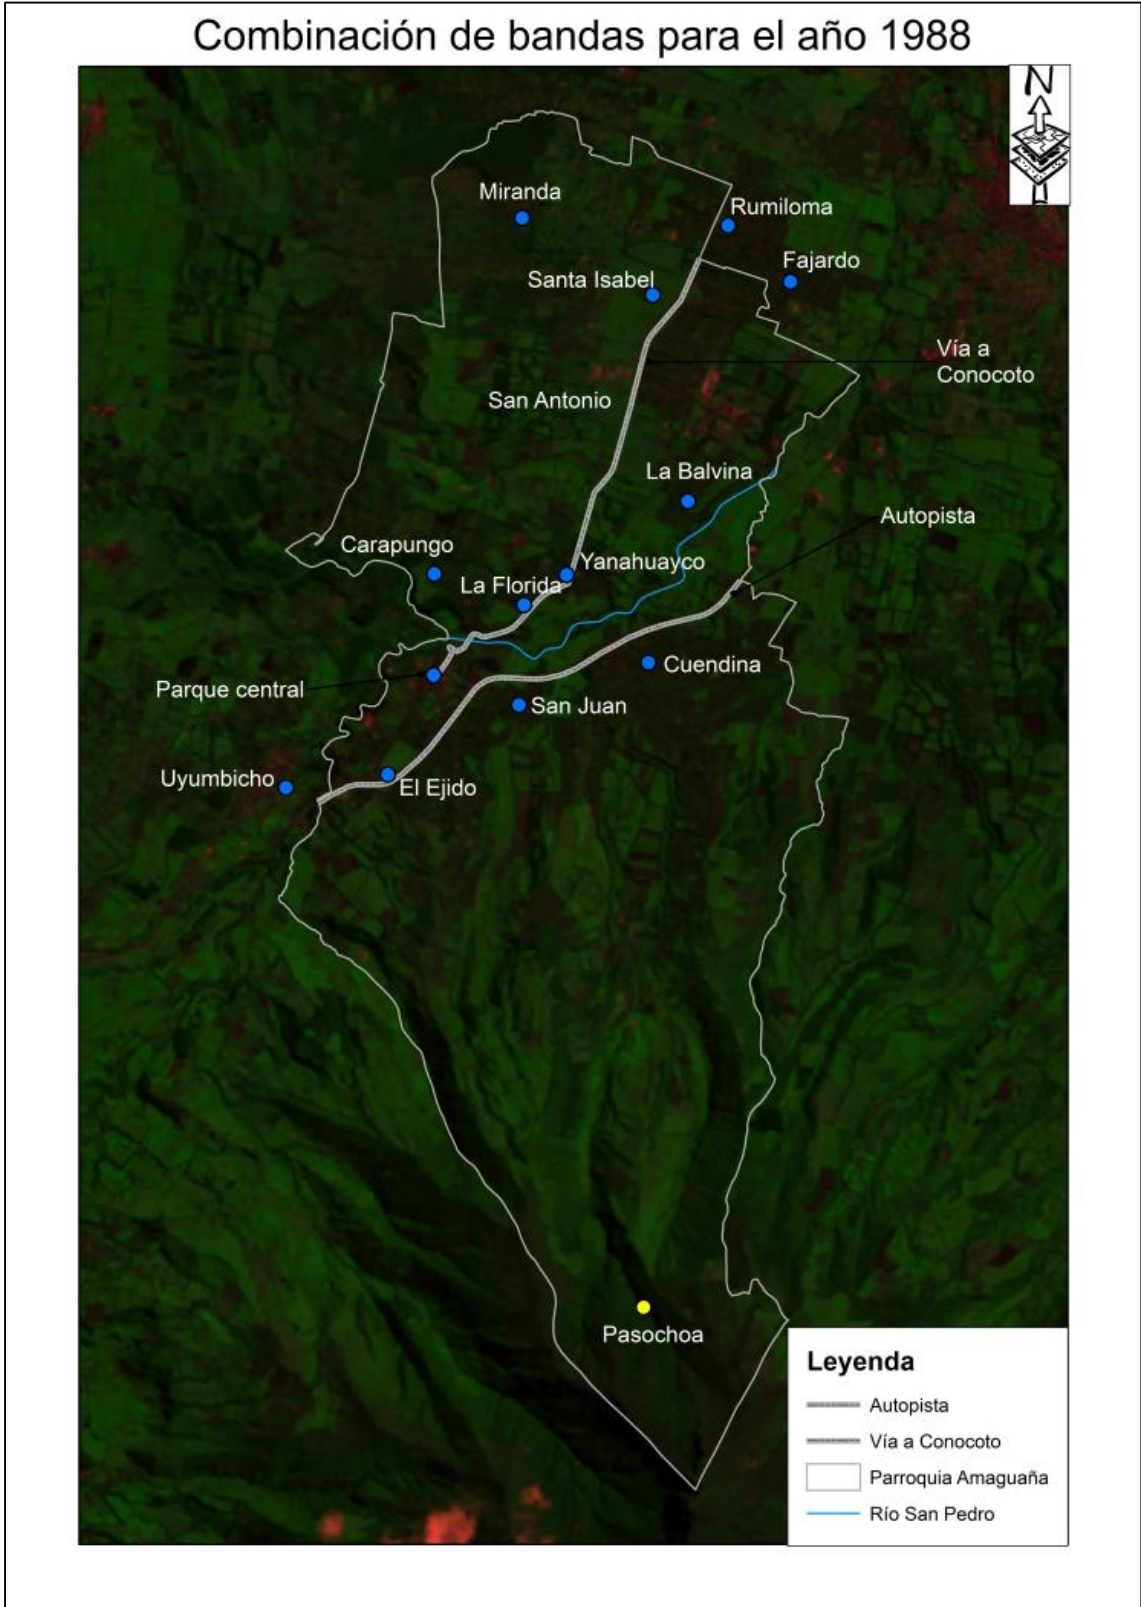 Combinación de bandas para el año 1988
N
Miranda
Rumiloma
Fajardo
Santa Isabel
Vía a
Conocoto
San Antonio
La Balvina
Autopista
Carapungo
Yanahuayco
La Florida
Cuendina
Parque central
San Juan
Uyumbicho
El Ejido
Pasochoa
Leyenda
Autopista
Vía a Conocoto
Parroquia Amaguaña
Río San Pedro